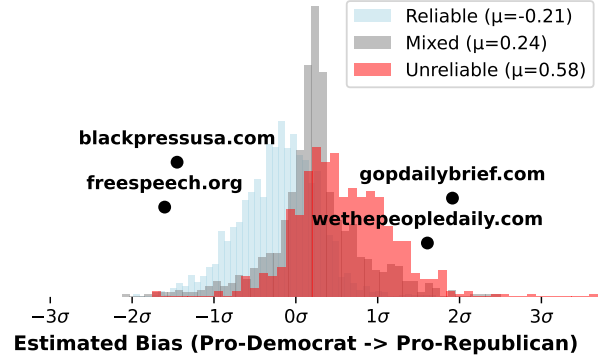 Reliable (μ=-0.21)
Mixed (μ=0.24)
Unreliable (μ=0.58)
blackpressusa.com
freespeech.org
gopdailybrief.com
wethepeopledaily.com
−3σ −2σ −1σ 0σ 1σ 2σ 3σ
Estimated Bias (Pro-Democrat -> Pro-Republican)